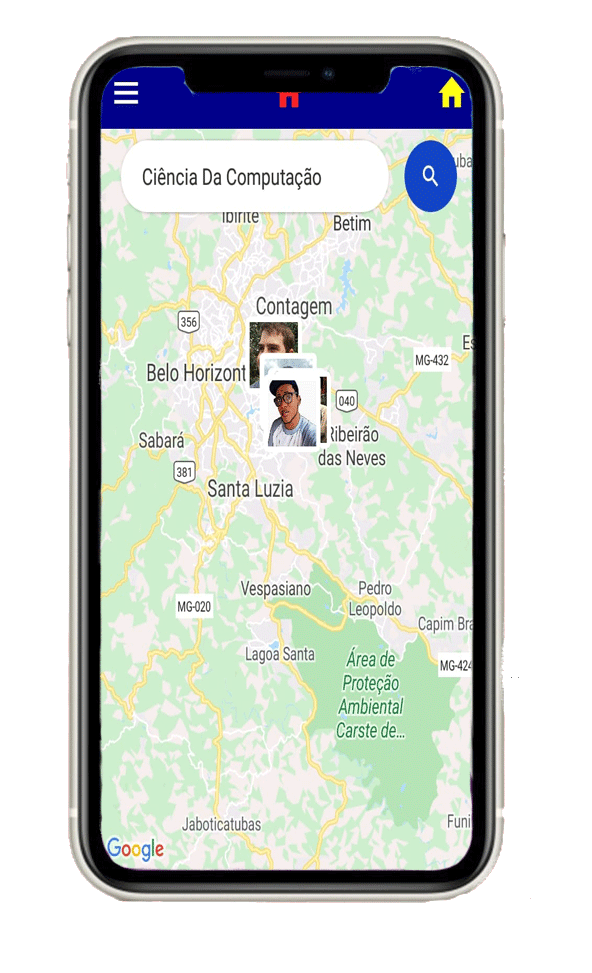 uba
Ciência Da Computação
Ibirité
Betim
Contagem
356
Es
MG-432
Belo Horizont
040
Ribeirão
das Neves
Sabará
381
Santa Luzia
Vespasiano
Pedro
Leopoldo
MG-020
Capim Bra
Lagoa Santa
MG-424
Área de
Proteção
Ambiental
Carste de...
Jaboticatubas
Funi
Google